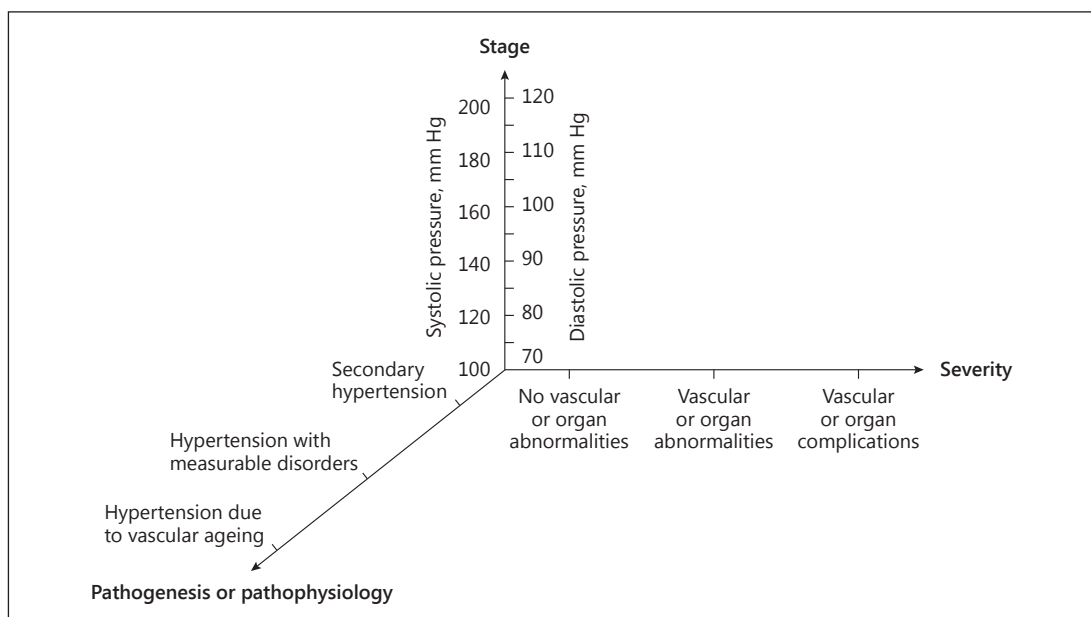 Stage
Systolic pressure, mm Hg
200
180
160
140
120
100
120
110
100
90
80
70
Diastolic pressure, mm Hg
Severity
No vascular
or organ
abnormalities
Vascular
or organ
abnormalities
Vascular
or organ
complications
Secondary
hypertension
Hypertension with
measurable disorders
Hypertension due
to vascular ageing
Pathogenesis or pathophysiology